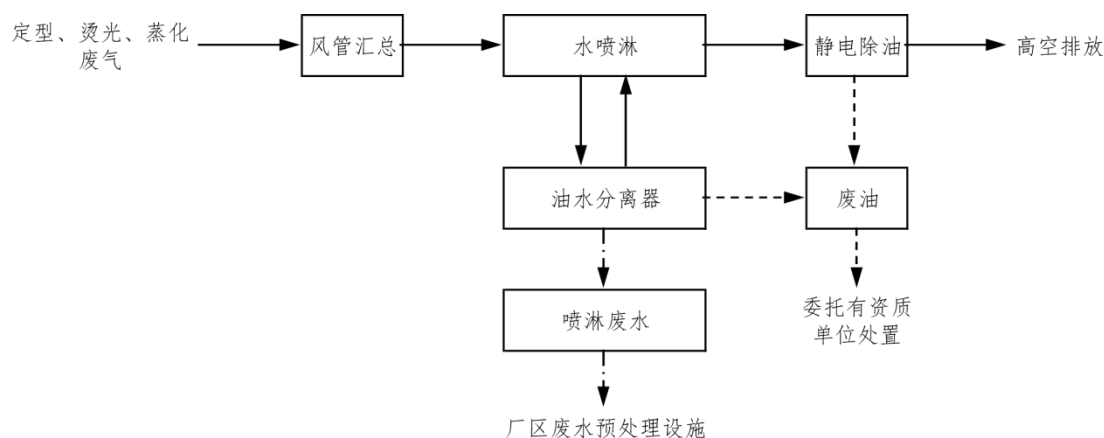 定型、烫光、蒸化
废气
风管汇总
水喷淋
静电除油
高空排放
油水分离器
废油
喷淋废水
委托有资质
单位处置
厂区废水预处理设施